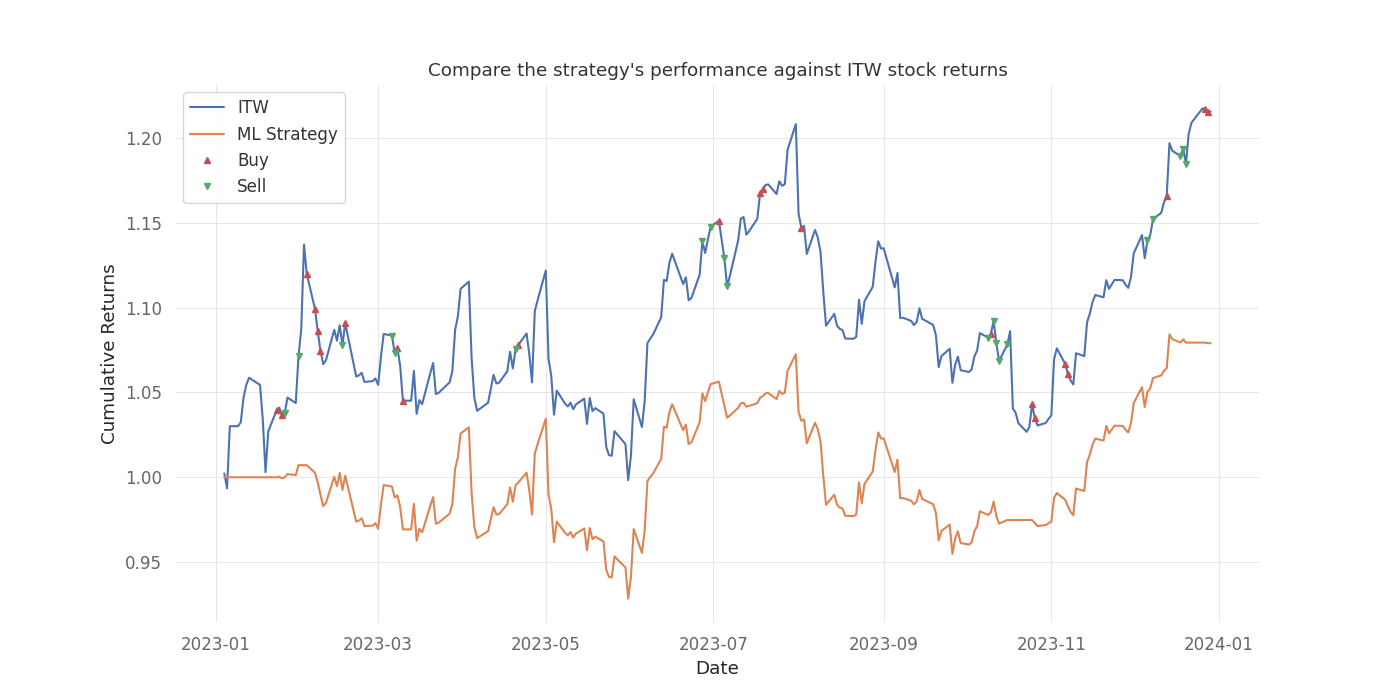 Compare the strategy's performance against ITW stock returns
ITW
ML Strategy
Buy
Sell
Cumulative Returns
1.20
1.15
1.10
1.05
1.00
0.95
2023-01 2023-03 2023-05 2023-07 2023-09 2023-11 2024-01
Date